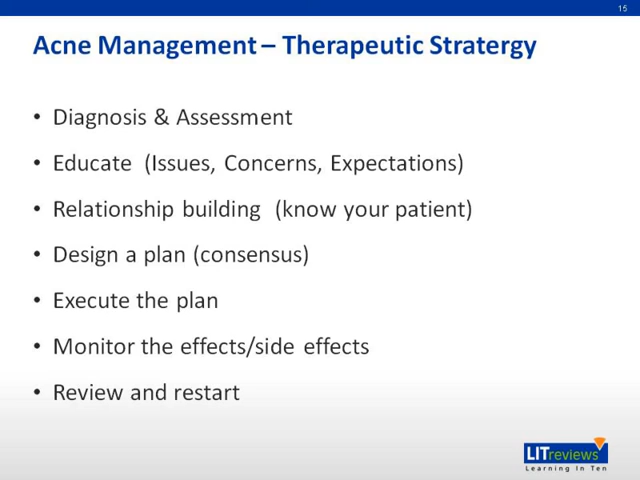 15
Acne Management – Therapeutic Stratergy
• Diagnosis & Assessment
• Educate (Issues, Concerns, Expectations)
• Relationship building (know your patient)
• Design a plan (consensus)
• Execute the plan
• Monitor the effects/side effects
• Review and restart
LITreviews
Learning In Ten